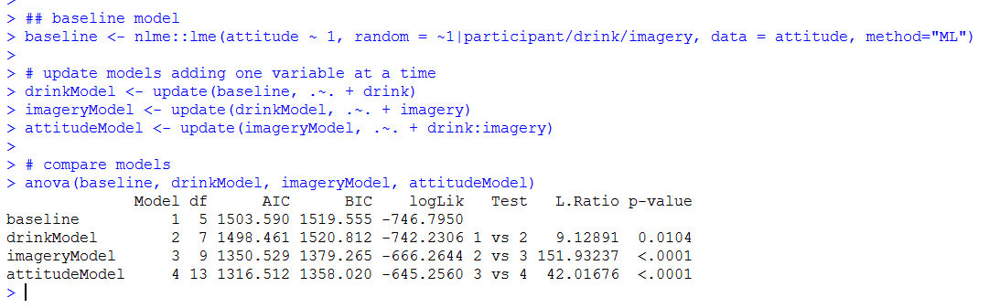 >
> ## baseline model
> baseline <- nlme::lme(attitude ~ 1, random = ~1|participant/drink/imagery, data = attitude, method="ML")
>
> # update models adding one variable at a time
> drinkModel <- update(baseline, .~. + drink)
> imageryModel <- update(drinkModel, .~. + imagery)
> attitudeModel <- update(imageryModel, .~. + drink:imagery)
>
> # compare models
> anova(baseline, drinkModel, imageryModel, attitudeModel)
              Model df      AIC      BIC    logLik   Test   L.Ratio p-value
baseline          1  5 1503.590 1519.555 -746.7950
drinkModel        2  7 1498.461 1520.812 -742.2306 1 vs 2   9.12891  0.0104
imageryModel      3  9 1350.529 1379.265 -666.2644 2 vs 3 151.93237  <.0001
attitudeModel     4 13 1316.512 1358.020 -645.2560 3 vs 4  42.01676  <.0001
>